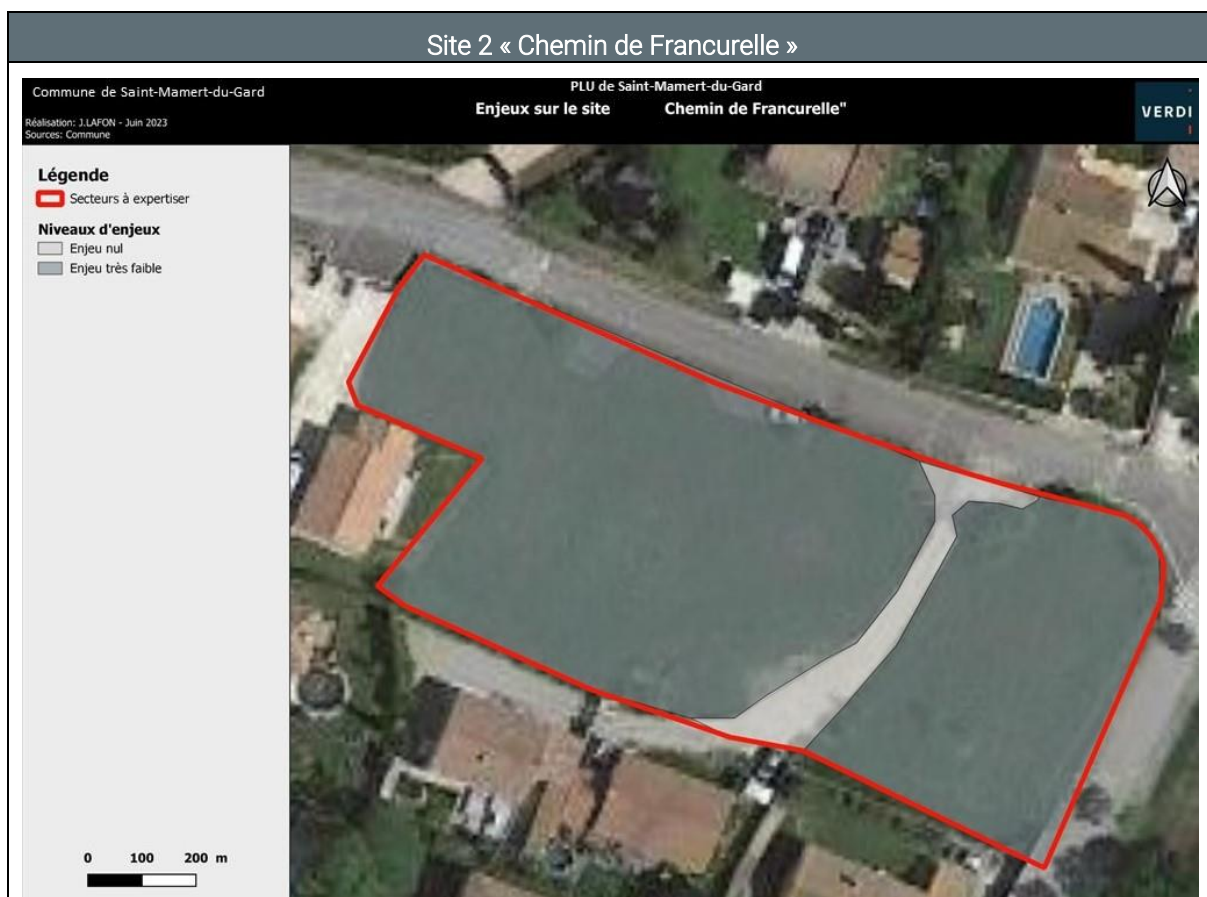 Site 2 « Chemin de Francurelle »
Commune de Saint-Mamert-du-Gard
Réalisation: J.LAFON - Juin 2023
Sources: Commune
PLU de Saint-Mamert-du-Gard
Enjeux sur le site Chemin de Francurelle"
VERDI
Légende
Secteurs à expertiser
Niveaux d'enjeux
Enjeu nul
Enjeu très faible
0 100 200 m